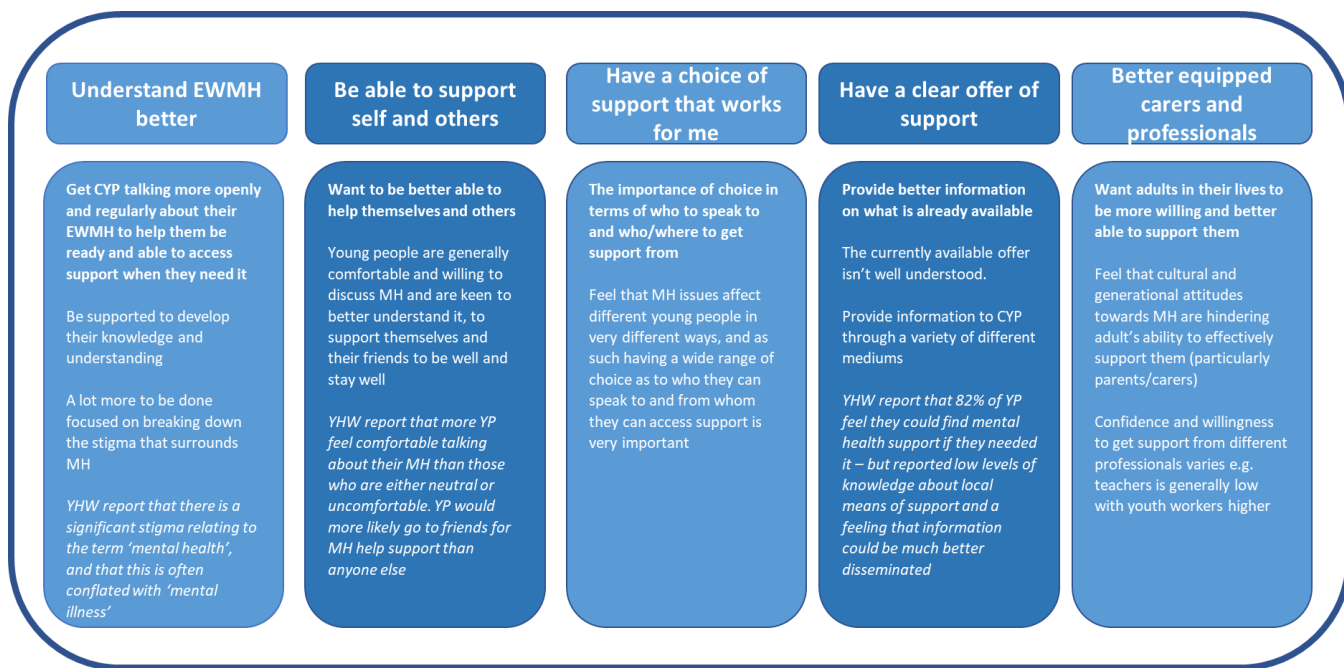 Understand EWMH
better
Get CYP talking more openly
and regularly about their
EWMH to help them be
ready and able to access
support when they need it
Be supported to develop
their knowledge and
understanding
A lot more to be done
focused on breaking down
the stigma that surrounds
MH
YHW report that there is a
significant stigma relating to
the term ‘mental health’,
and that this is often
conflated with ‘mental
illness’
Be able to support
self and others
Want to be better able to
help themselves and others
Young people are generally
comfortable and willing to
discuss MH and are keen to
better understand it, to
support themselves and
their friends to be well and
stay well
YHW report that more YP
feel comfortable talking
about their MH than those
who are either neutral or
uncomfortable. YP would
more likely go to friends for
MH help support than
anyone else
Have a choice of
support that works
for me
The importance of choice in
terms of who to speak to
and who/where to get
support from
Feel that MH issues affect
different young people in
very different ways, and as
such having a wide range of
choice as to who they can
speak to and from whom
they can access support is
very important
Have a clear offer of
support
Provide better information
on what is already available
The currently available offer
isn’t well understood.
Provide information to CYP
through a variety of different
mediums
YHW report that 82% of YP
feel they could find mental
health support if they needed
it – but reported low levels of
knowledge about local
means of support and a
feeling that information
could be much better
disseminated
Better equipped
carers and
professionals
Want adults in their lives to
be more willing and better
able to support them
Feel that cultural and
generational attitudes
towards MH are hindering
adult’s ability to effectively
support them (particularly
parents/carers)
Confidence and willingness
to get support from different
professionals varies e.g.
teachers is generally low
with youth workers higher